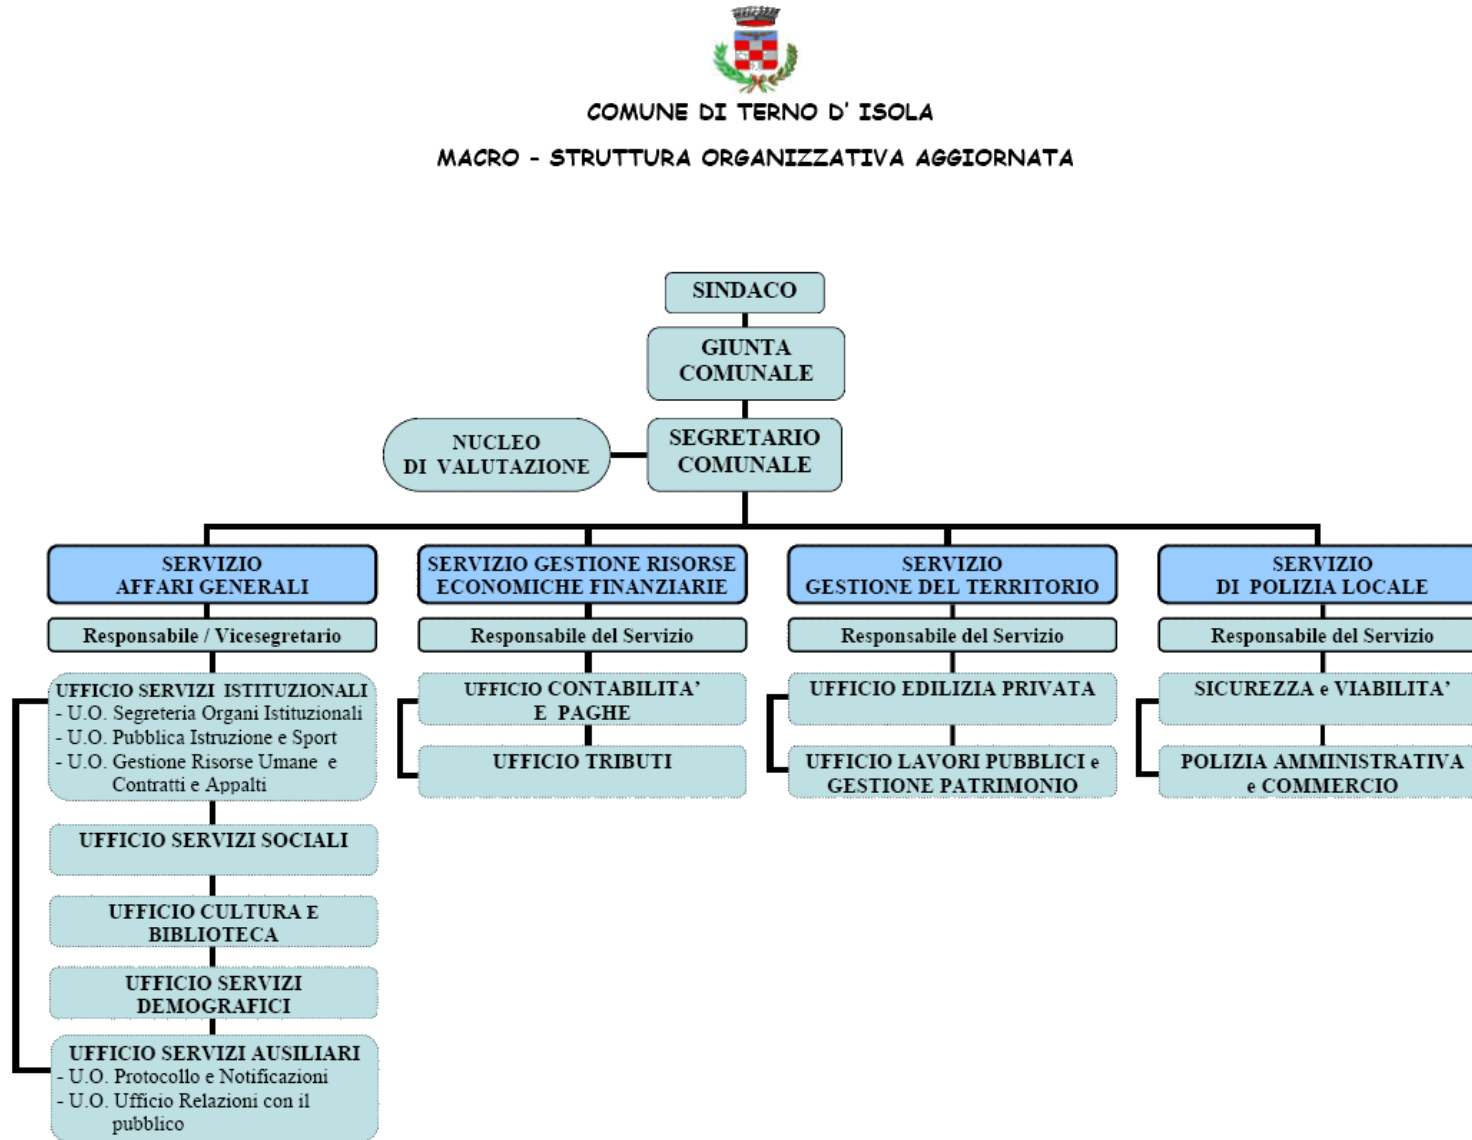 COMUNE DI TERNO D' ISOLA
MACRO - STRUTTURA ORGANIZZATIVA AGGIORNATA
SINDACO
GIUNTA
COMUNALE
NUCLEO
DI VALUTAZIONE
SEGRETARIO
COMUNALE
SERVIZIO
AFFARI GENERALI
Responsabile / Vicesegretario
UFFICIO SERVIZI ISTITUZIONALI
- U.O. Segreteria Organi Istituzionali
- U.O. Pubblica Istruzione e Sport
- U.O. Gestione Risorse Umane e
Contratti e Appalti
UFFICIO SERVIZI SOCIALI
UFFICIO CULTURA E
BIBLIOTECA
UFFICIO SERVIZI
DEMOGRAFICI
UFFICIO SERVIZI AUSILIARI
- U.O. Protocollo e Notificazioni
- U.O. Ufficio Relazioni con il
pubblico
SERVIZIO GESTIONE RISORSE
ECONOMICHE FINANZIARIE
Responsabile del Servizio
UFFICIO CONTABILITA'
E PAGHE
UFFICIO TRIBUTI
SERVIZIO
GESTIONE DEL TERRITORIO
Responsabile del Servizio
UFFICIO EDILIZIA PRIVATA
UFFICIO LAVORI PUBBLICI e
GESTIONE PATRIMONIO
SERVIZIO
DI POLIZIA LOCALE
Responsabile del Servizio
SICUREZZA e VIABILITA'
POLIZIA AMMINISTRATIVA
e COMMERCIO